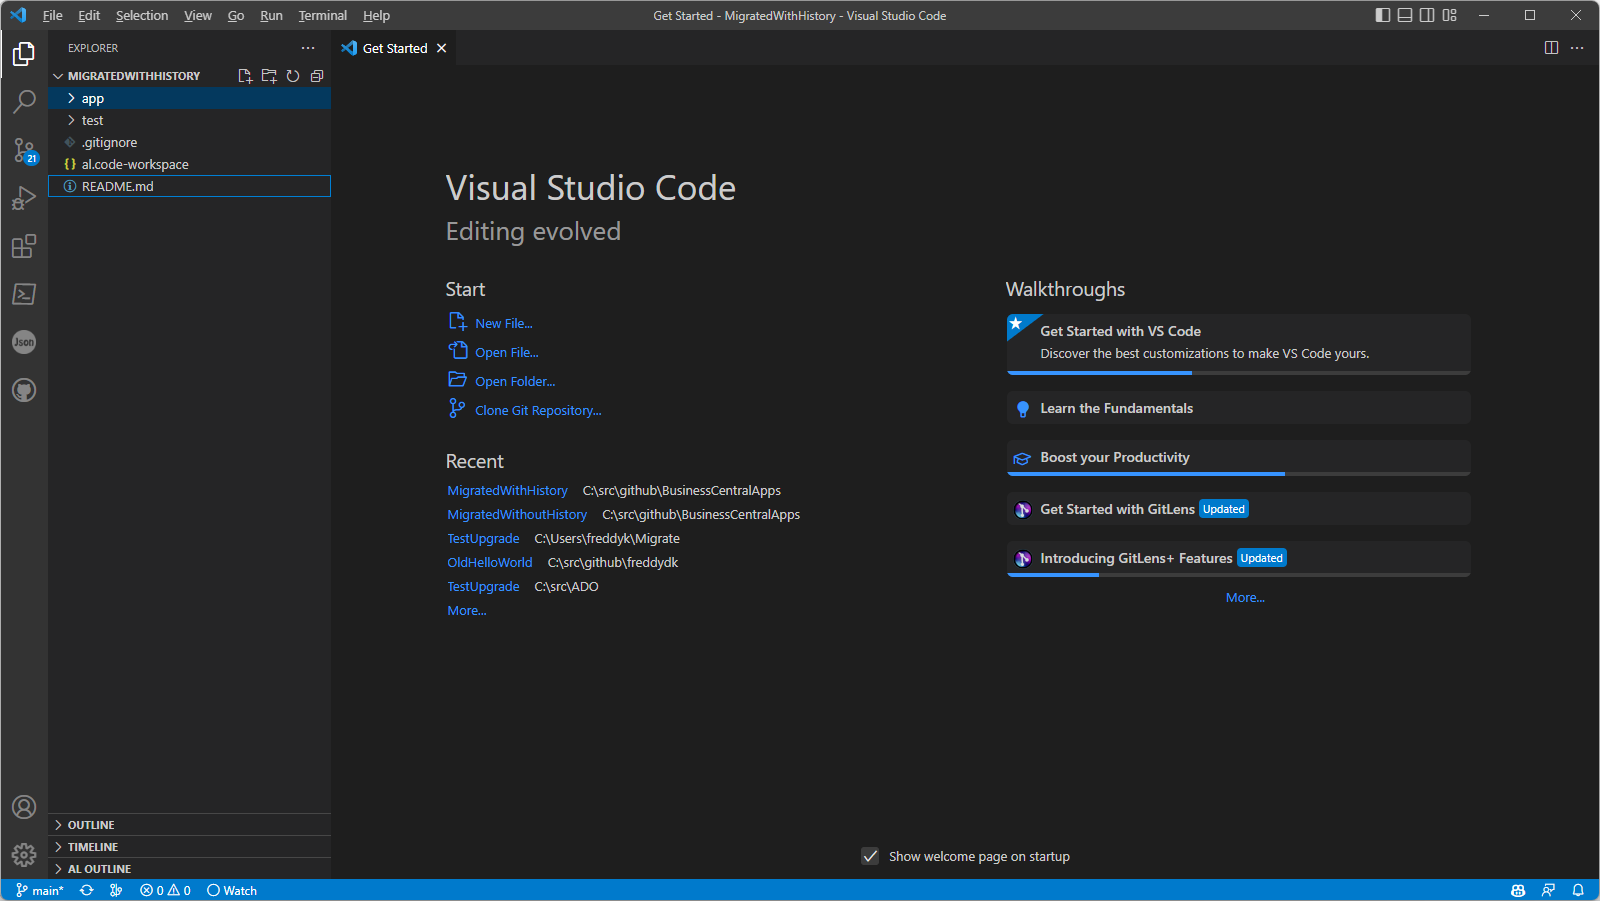 File Edit Selection View Go Run Terminal Help
Get Started - MigratedWithHistory - Visual Studio Code
EXPLORER
Get Started
MIGRATEDWITHHISTORY
app
test
.gitignore
{} al.code-workspace
README.md
21
Json
Visual Studio Code
Editing evolved
Start
New File...
Open File...
Open Folder...
Clone Git Repository...
Recent
MigratedWithHistory C:\src\github\BusinessCentralApps
MigratedWithoutHistory C:\src\github\BusinessCentralApps
TestUpgrade C:\Users\freddyk\Migrate
OldHelloWorld C:\src\github\freddydk
TestUpgrade C:\src\ADO
More...
Walkthroughs
Get Started with VS Code
Discover the best customizations to make VS Code yours.
Learn the Fundamentals
Boost your Productivity
Get Started with GitLens Updated
Introducing GitLens+ Features Updated
More...
OUTLINE
TIMELINE
AL OUTLINE
Show welcome page on startup
main* 0 0 Watch